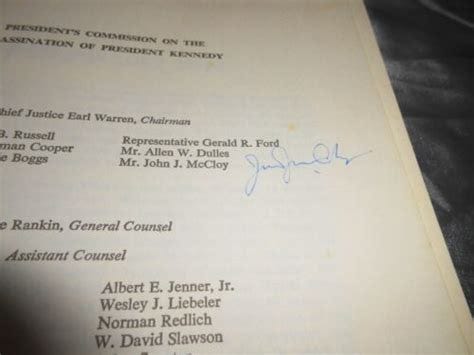 PRESIDENT'S COMMISSION ON THE
ASSINATION OF PRESIDENT KENNEDY
hief Justice Earl Warren, Chairman
B. Russell Representative Gerald R. Ford
man Cooper Mr. Allen W. Dulles
e Boggs Mr. John J. McCloy
e Rankin, General Counsel
Assistant Counsel
Albert E. Jenner, Jr.
Wesley J. Liebeler
Norman Redlich
W. David Slawson